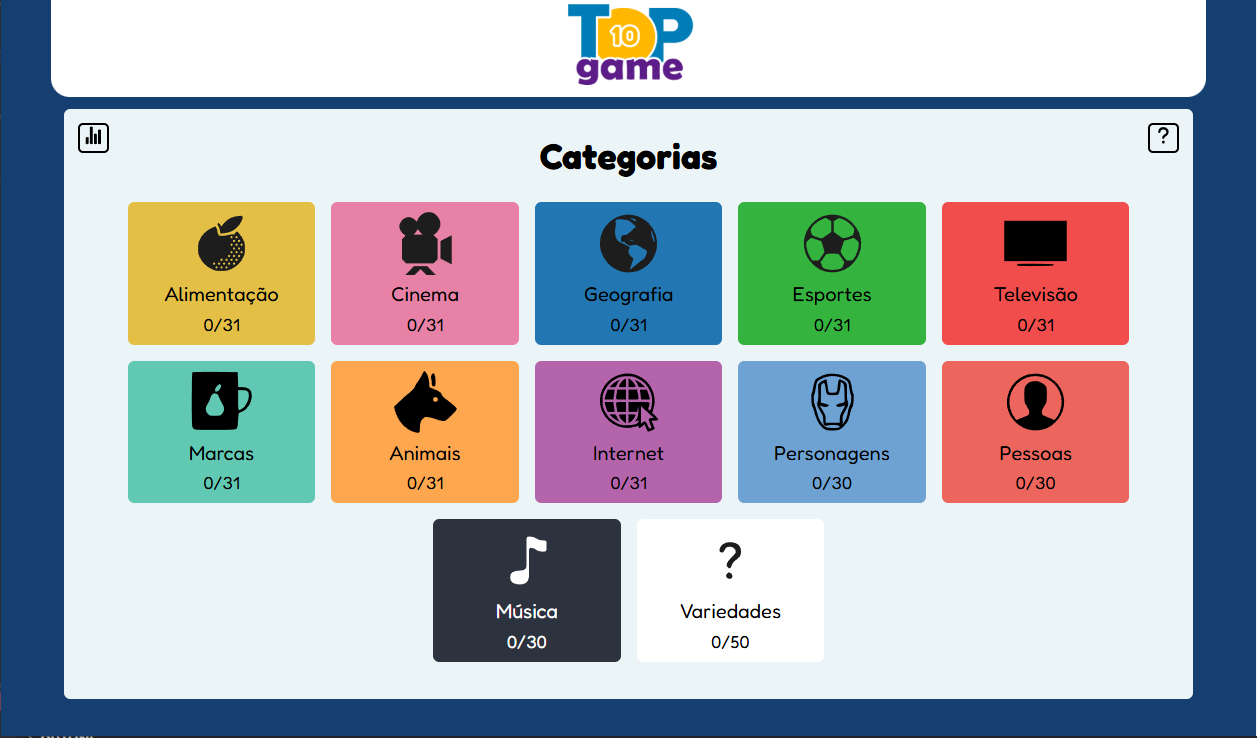 TOP
10
game
?
Categorias
Alimentação
0/31
Cinema
0/31
Geografia
0/31
Esportes
0/31
Televisão
0/31
Marcas
0/31
Animais
0/31
Internet
0/31
Personagens
0/30
Pessoas
0/30
Música
0/30
?
Variedades
0/50